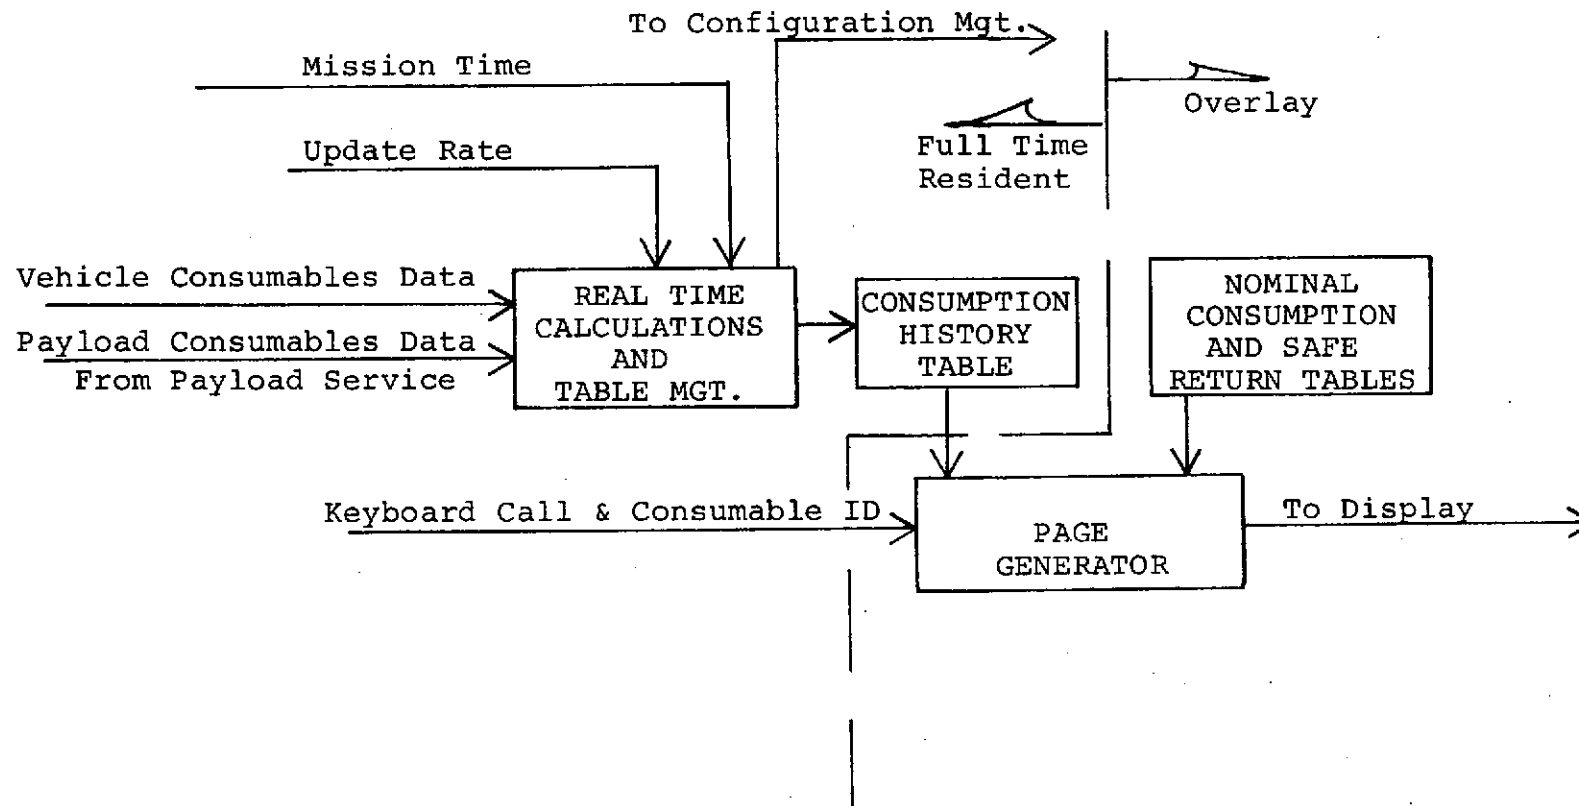 To Configuration Mgt.
Mission Time
Overlay
Update Rate
Full Time
Resident
Vehicle Consumables Data
Payload Consumables Data
From Payload Service
REAL TIME
CALCULATIONS
AND
TABLE MGT.
CONSUMPTION
HISTORY
TABLE
NOMINAL
CONSUMPTION
AND SAFE
RETURN TABLES
Keyboard Call & Consumable ID
PAGE
GENERATOR
To Display